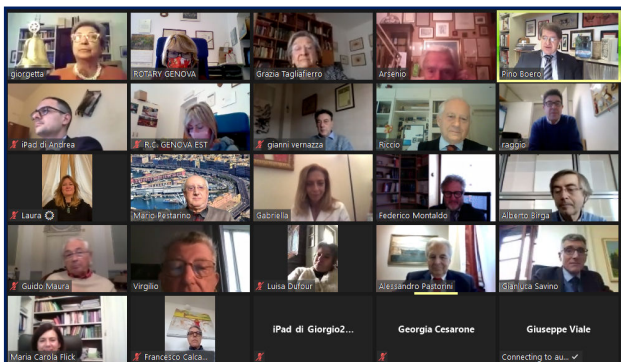 giorgetta
ROTARY GENOVA
Grazia Tagliafierro
Arsenio
Pino Boero
iPad di Andrea
R.C. GENOVA EST
gianni vernazza
Riccio
raggio
Laura
Mario Pestarino
Gabriella
Federico Montaldo
Alberto Birga
Guido Maura
Virgilio
Luisa Dufour
Alessandro Pastorini
Gianluca Savino
Maria Carola Flick
Francesco Calca...
iPad di Giorgio2...
Georgia Cesarone
Giuseppe Viale
Connecting to au...